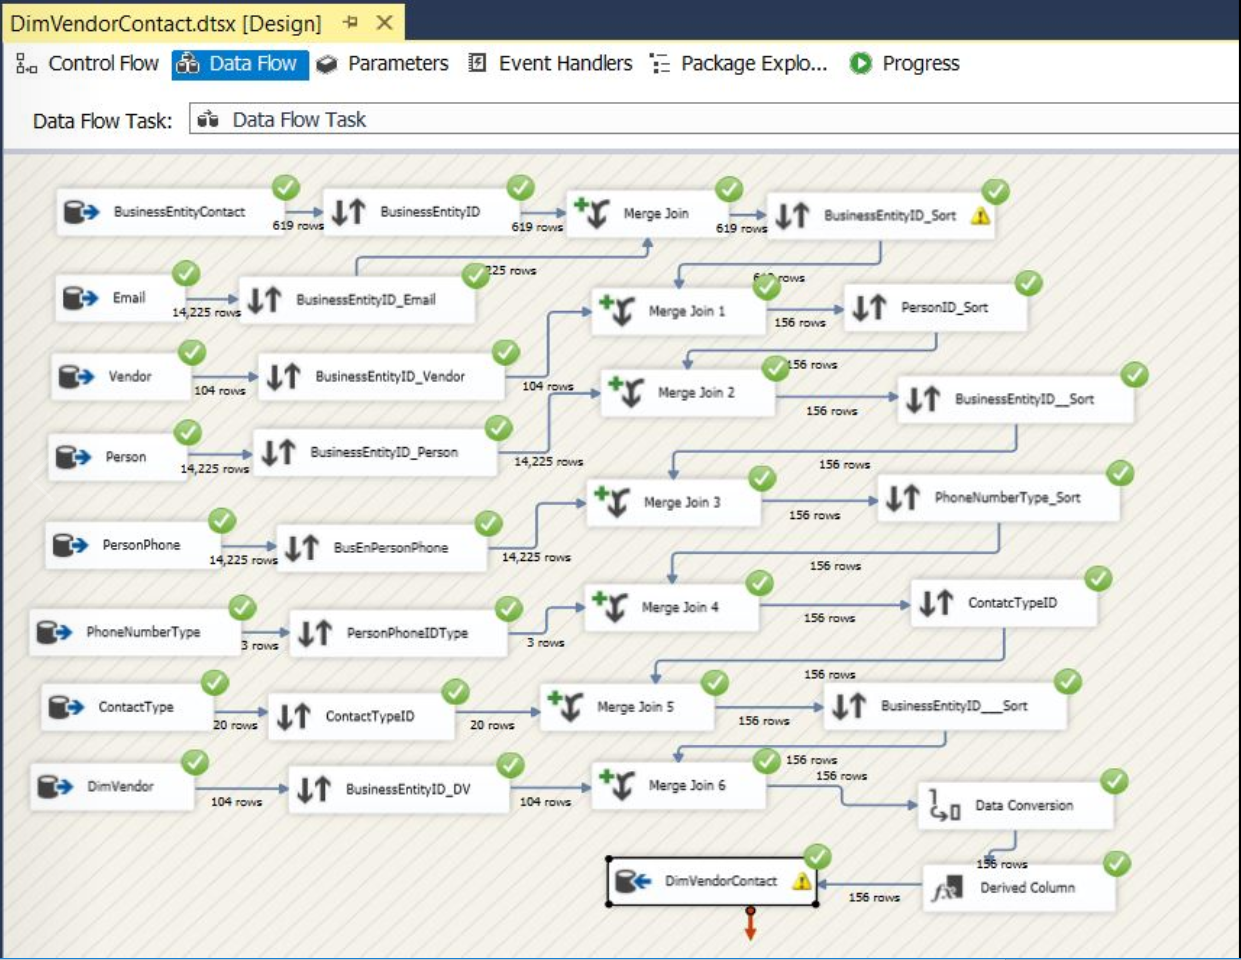 DimVendorContact.dtsx [Design]
Control Flow Data Flow Parameters Event Handlers Package Explo... Progress
Data Flow Task: Data Flow Task
BusinessEntityContact BusinessEntityID Merge Join BusinessEntityID_Sort
619 rows 619 rows 619 rows
225 rows rows
Email BusinessEntityID_Email Merge Join 1 PersonID_Sort
14,225 rows 156 rows
156 rows
Vendor BusinessEntityID_Vendor Merge Join 2 BusinessEntityID__Sort
104 rows 104 rows 156 rows
Person BusinessEntityID_Person
14,225 rows 14,225 rows 156 rows
Merge Join 3 PhoneNumberType_Sort
156 rows
PersonPhone BusEnPersonPhone
14,225 rows 14,225 rows 156 rows
Merge Join 4 ContatcTypeID
156 rows
PhoneNumberType PersonPhoneIDType
3 rows 3 rows
156 rows
ContactType ContactTypeID Merge Join 5 BusinessEntityID___Sort
20 rows 20 rows 156 rows
156 rows
156 rows
DimVendor BusinessEntityID_DV Merge Join 6 Data Conversion
104 rows 104 rows
156 rows
DimVendorContact Derived Column
156 rows